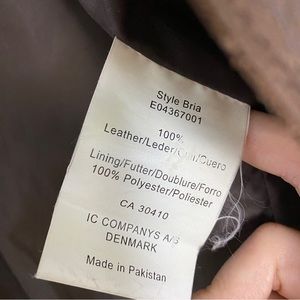 Style Bria
E04367001
100%
Leather/Leder/Cuir/Cuero
Lining/Futter/Doublure/Forro
100% Polyester/Poliester
CA 30410
IC COMPANYS A/S
DENMARK
Made in Pakistan